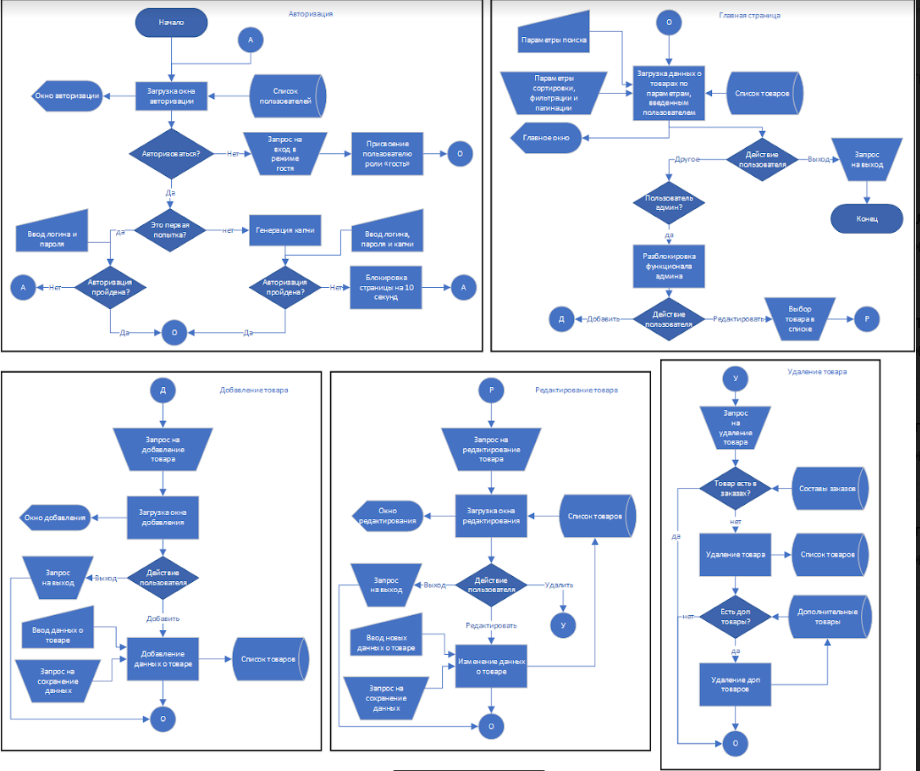 Авторизация
Начало
А
Окно авторизации
Загрузка окна
авторизации
Список
пользователей
Авторизоваться?
Нет
Запрос на
вход в
режиме
гостя
Присвоение
пользователю
роли «гость»
О
Да
Ввод логина и
пароля
да
Это первая
попытка?
нет
Генерация капчи
Ввод логина,
пароля и капчи
А
Нет
Авторизация
пройдена?
Авторизация
пройдена?
Нет
Блокировка
страницы на 10
секунд
А
Да
О
Да
Главная страница
О
Параметры поиска
Параметры
сортировки,
фильтрации и
пагинации
Загрузка данных о
товарах по
параметрам,
введенным
пользователем
Список товаров
Главное окно
Другое
Действие
пользователя
Выход
Запрос
на выход
Пользователь
админ?
Конец
да
Разблокировка
функционала
админа
Д
Добавить
Действие
пользователя
Редактировать
Выбор
товара в
списке
Р
Добавление товара
Д
Запрос на
добавление
товара
Окно добавления
Загрузка окна
добавления
Запрос
на выход
Выход
Действие
пользователя
Добавить
Ввод данных о
товаре
Добавление
данных о товаре
Список товаров
Запрос на
сохранение
данных
О
Редактирование товара
Р
Запрос на
редактирование
товара
Окно
редактирования
Загрузка окна
редактирования
Список товаров
Запрос
на выход
Выход
Действие
пользователя
Удалить
У
Редактировать
Ввод новых
данных о товаре
Изменение данных
о товаре
Запрос на
сохранение
данных
О
Удаление товара
У
Запрос
на
удаление
товара
Товар есть в
заказах?
Составы заказов
да
нет
Удаление товара
Список товаров
нет
Есть доп
товары?
Дополнительные
товары
да
Удаление доп
товаров
О